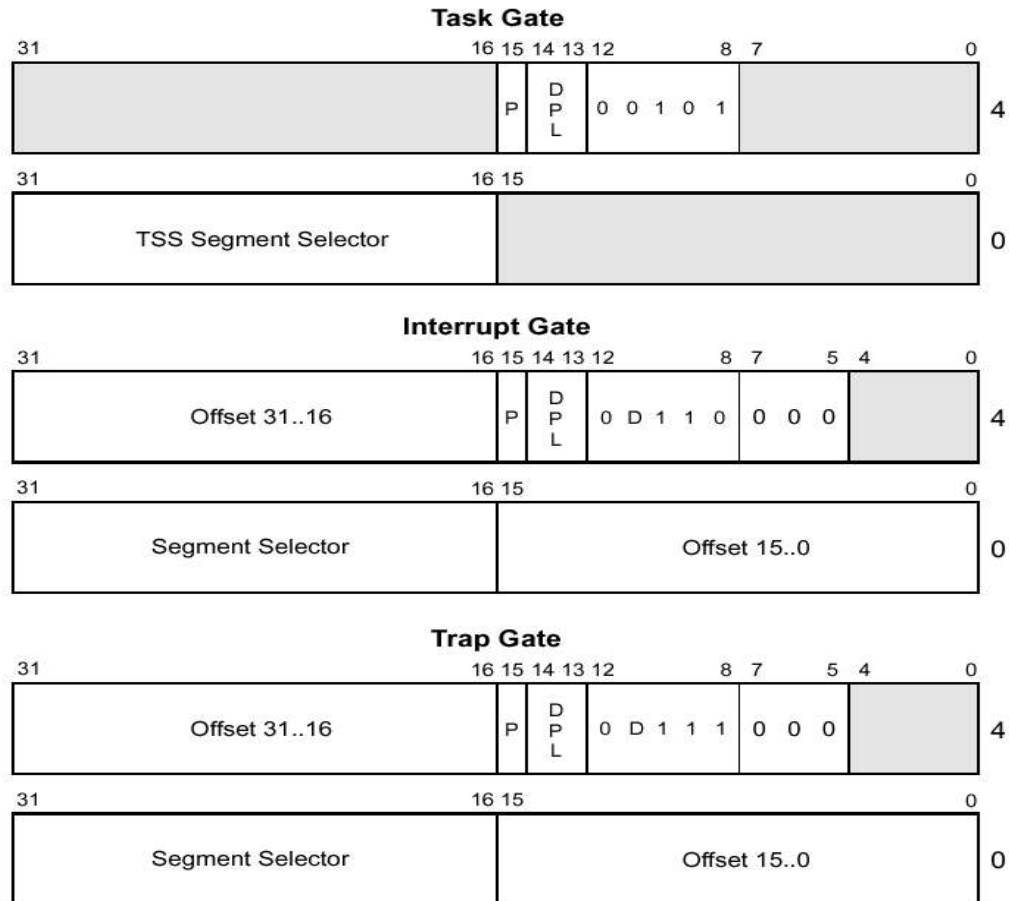 Task Gate
31 16 15 14 13 12 8 7 0
P D P L 0 0 1 0 1 4
31 16 15 0
TSS Segment Selector 0
Interrupt Gate
31 16 15 14 13 12 8 7 5 4 0
Offset 31..16 P D P L 0 D 1 1 0 0 0 0 4
31 16 15 0
Segment Selector Offset 15..0 0
Trap Gate
31 16 15 14 13 12 8 7 5 4 0
Offset 31..16 P D P L 0 D 1 1 1 0 0 0 4
31 16 15 0
Segment Selector Offset 15..0 0